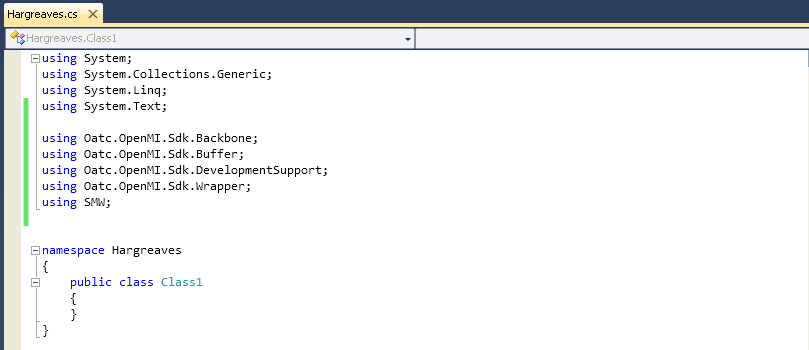 Hargreaves.cs
Hargreaves.Class1
using System;
using System.Collections.Generic;
using System.Linq;
using System.Text;
using Oatc.OpenMI.Sdk.Backbone;
using Oatc.OpenMI.Sdk.Buffer;
using Oatc.OpenMI.Sdk.DevelopmentSupport;
using Oatc.OpenMI.Sdk.Wrapper;
using SMW;
namespace Hargreaves
{
public class Class1
{
}
}